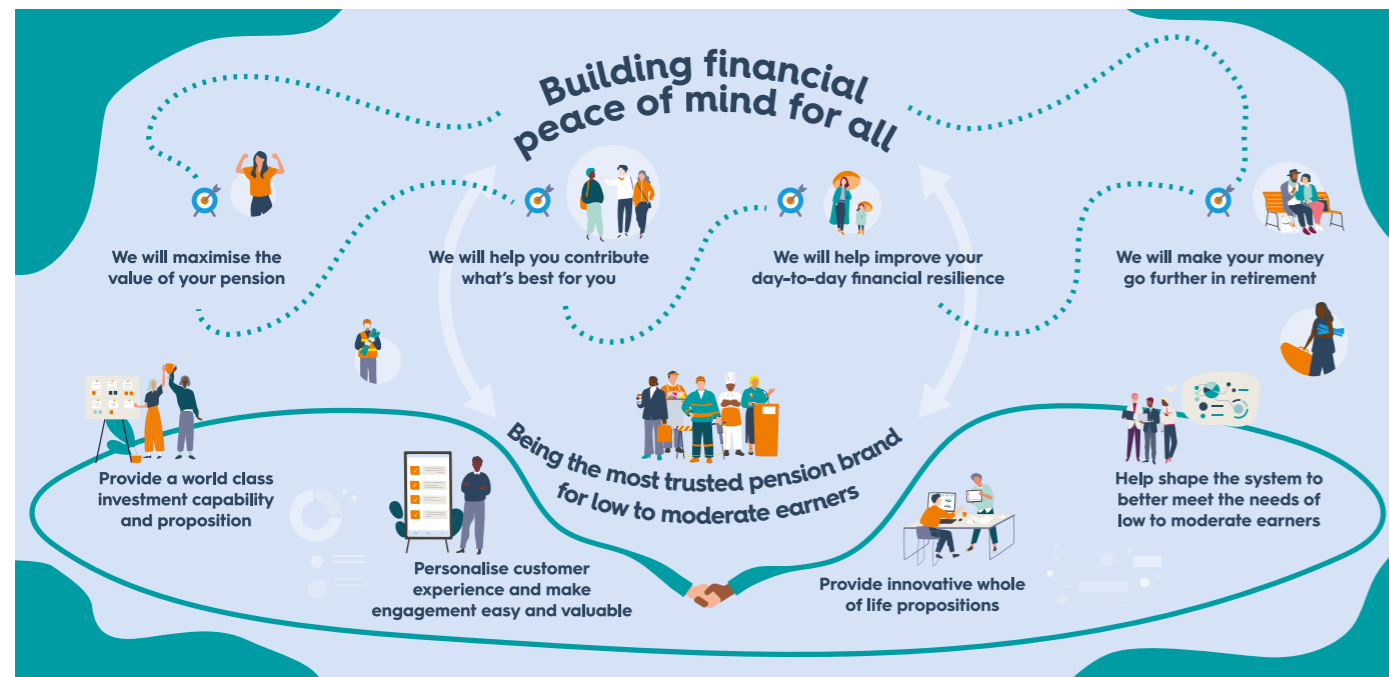 Building financial
peace of mind for all
We will maximise the
value of your pension
We will help you contribute
what's best for you
We will help improve your
day-to-day financial resilience
We will make your money
go further in retirement
Being the most trusted pension brand
for low to moderate earners
Provide a world class
investment capability
and proposition
Personalise customer
experience and make
engagement easy and valuable
Provide innovative whole
of life propositions
Help shape the system to
better meet the needs of
low to moderate earners